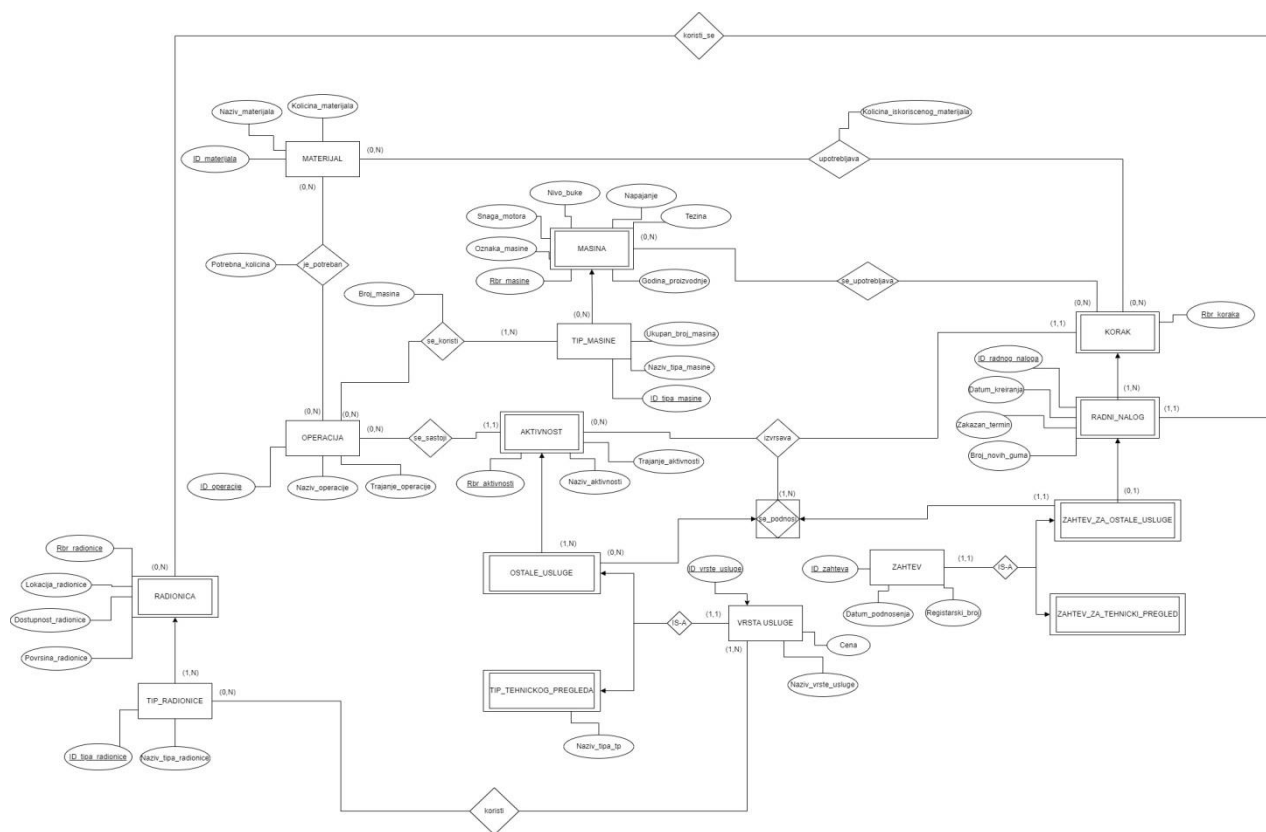 koristi_se
Kolicina_materijala
Naziv_materijala
Kolicina_iskoriscenog_materijala
ID_materijala
MATERIJAL
(0,N)
upotrebljava
(0,N)
Nivo_buke
Napajanje
Snaga_motora
Tezina
Oznaka_masine
MASINA
(0,N)
Potrebna_kolicina
je_potreban
Rbr_masine
Godina_proizvodnje
se_upotrebljava
Broj_masina
(0,N)
(0,N)
(0,N)
Rbr_koraka
(1,N)
Ukupan_broj_masina
(1,1)
KORAK
se_koristi
TIP_MASINE
ID_radnog_naloga
Naziv_tipa_masine
Datum_kreiranja
(1,N)
ID_tipa_masine
(0,N)
(0,N)
(1,1)
AKTIVNOST
(0,N)
Zakazan_termin
RADNI_NALOG
(1,1)
OPERACIJA
se_sastoji
izvrsava
Broj_novih_guma
Trajanje_aktivnosti
ID_operacije
Naziv_operacije
Trajanje_operacije
Rbr_aktivnosti
Naziv_aktivnosti
(1,N)
(1,1)
(0,1)
se_podnosi
ZAHTEV_ZA_OSTALE_USLUGE
Rbr_radionice
(1,N)
(0,N)
(0,N)
OSTALE_USLUGE
ID_vrste_usluge
ID_zahteva
ZAHTEV
(1,1)
IS-A
Lokacija_radionice
RADIONICA
Datum_podnosenja
Registarski_broj
Dostupnost_radionice
(1,1)
ZAHTEV_ZA_TEHNICKI_PREGLED
IS-A
VRSTA USLUGE
Povrsina_radionice
(1,N)
Cena
(1,N)
(0,N)
TIP_RADIONICE
TIP_TEHNICKOG_PREGLEDA
Naziv_vrste_usluge
ID_tipa_radionice
Naziv_tipa_radionice
Naziv_tipa_tp
koristi